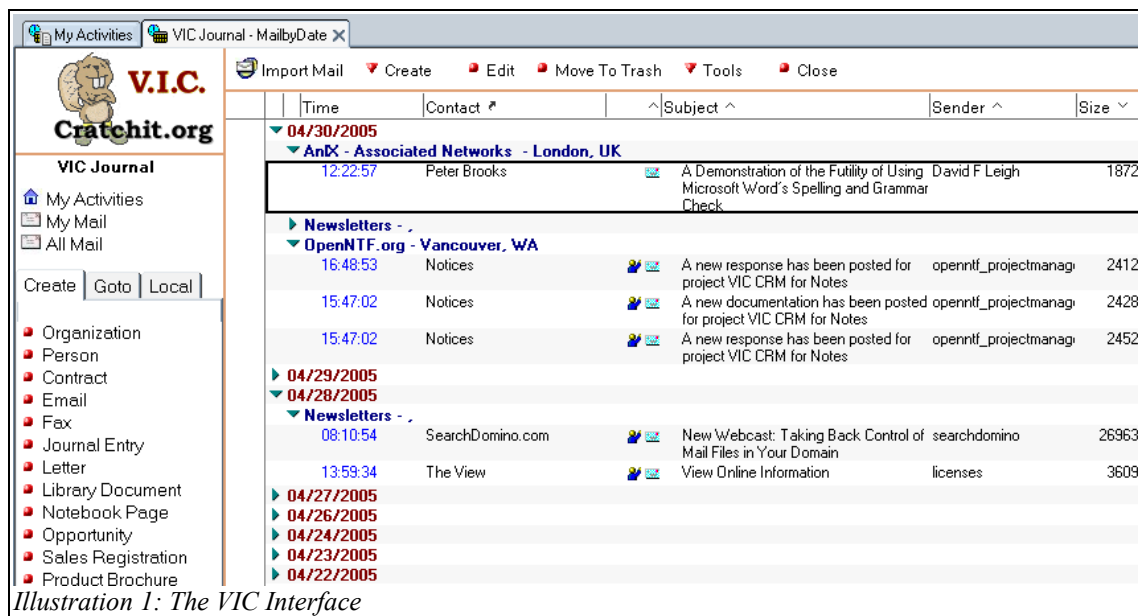 My Activities VIC Journal - MailbyDate
V.I.C.
Cratchit.org
VIC Journal
My Activities
My Mail
All Mail
Create Goto Local
Organization
Person
Contract
Email
Fax
Journal Entry
Letter
Library Document
Notebook Page
Opportunity
Sales Registration
Product Brochure
Import Mail Create Edit Move To Trash Tools Close
Time Contact Subject Sender Size
04/30/2005
AnIX - Associated Networks - London, UK
12:22:57 Peter Brooks A Demonstration of the Futility of Using David F Leigh 1872
Microsoft Word's Spelling and Grammar
Check
Newsletters - ,
OpenNTF.org - Vancouver, WA
16:48:53 Notices A new response has been posted for openntf_projectmanag 2412
project VIC CRM for Notes
15:47:02 Notices A new documentation has been posted openntf_projectmanag 2428
for project VIC CRM for Notes
15:47:02 Notices A new response has been posted for openntf_projectmanag 2452
project VIC CRM for Notes
04/29/2005
04/28/2005
Newsletters - ,
08:10:54 SearchDomino.com New Webcast: Taking Back Control of searchdomino 26963
Mail Files in Your Domain
13:59:34 The View View Online Information licenses 3609
04/27/2005
04/26/2005
04/24/2005
04/23/2005
04/22/2005
Illustration 1: The VIC Interface